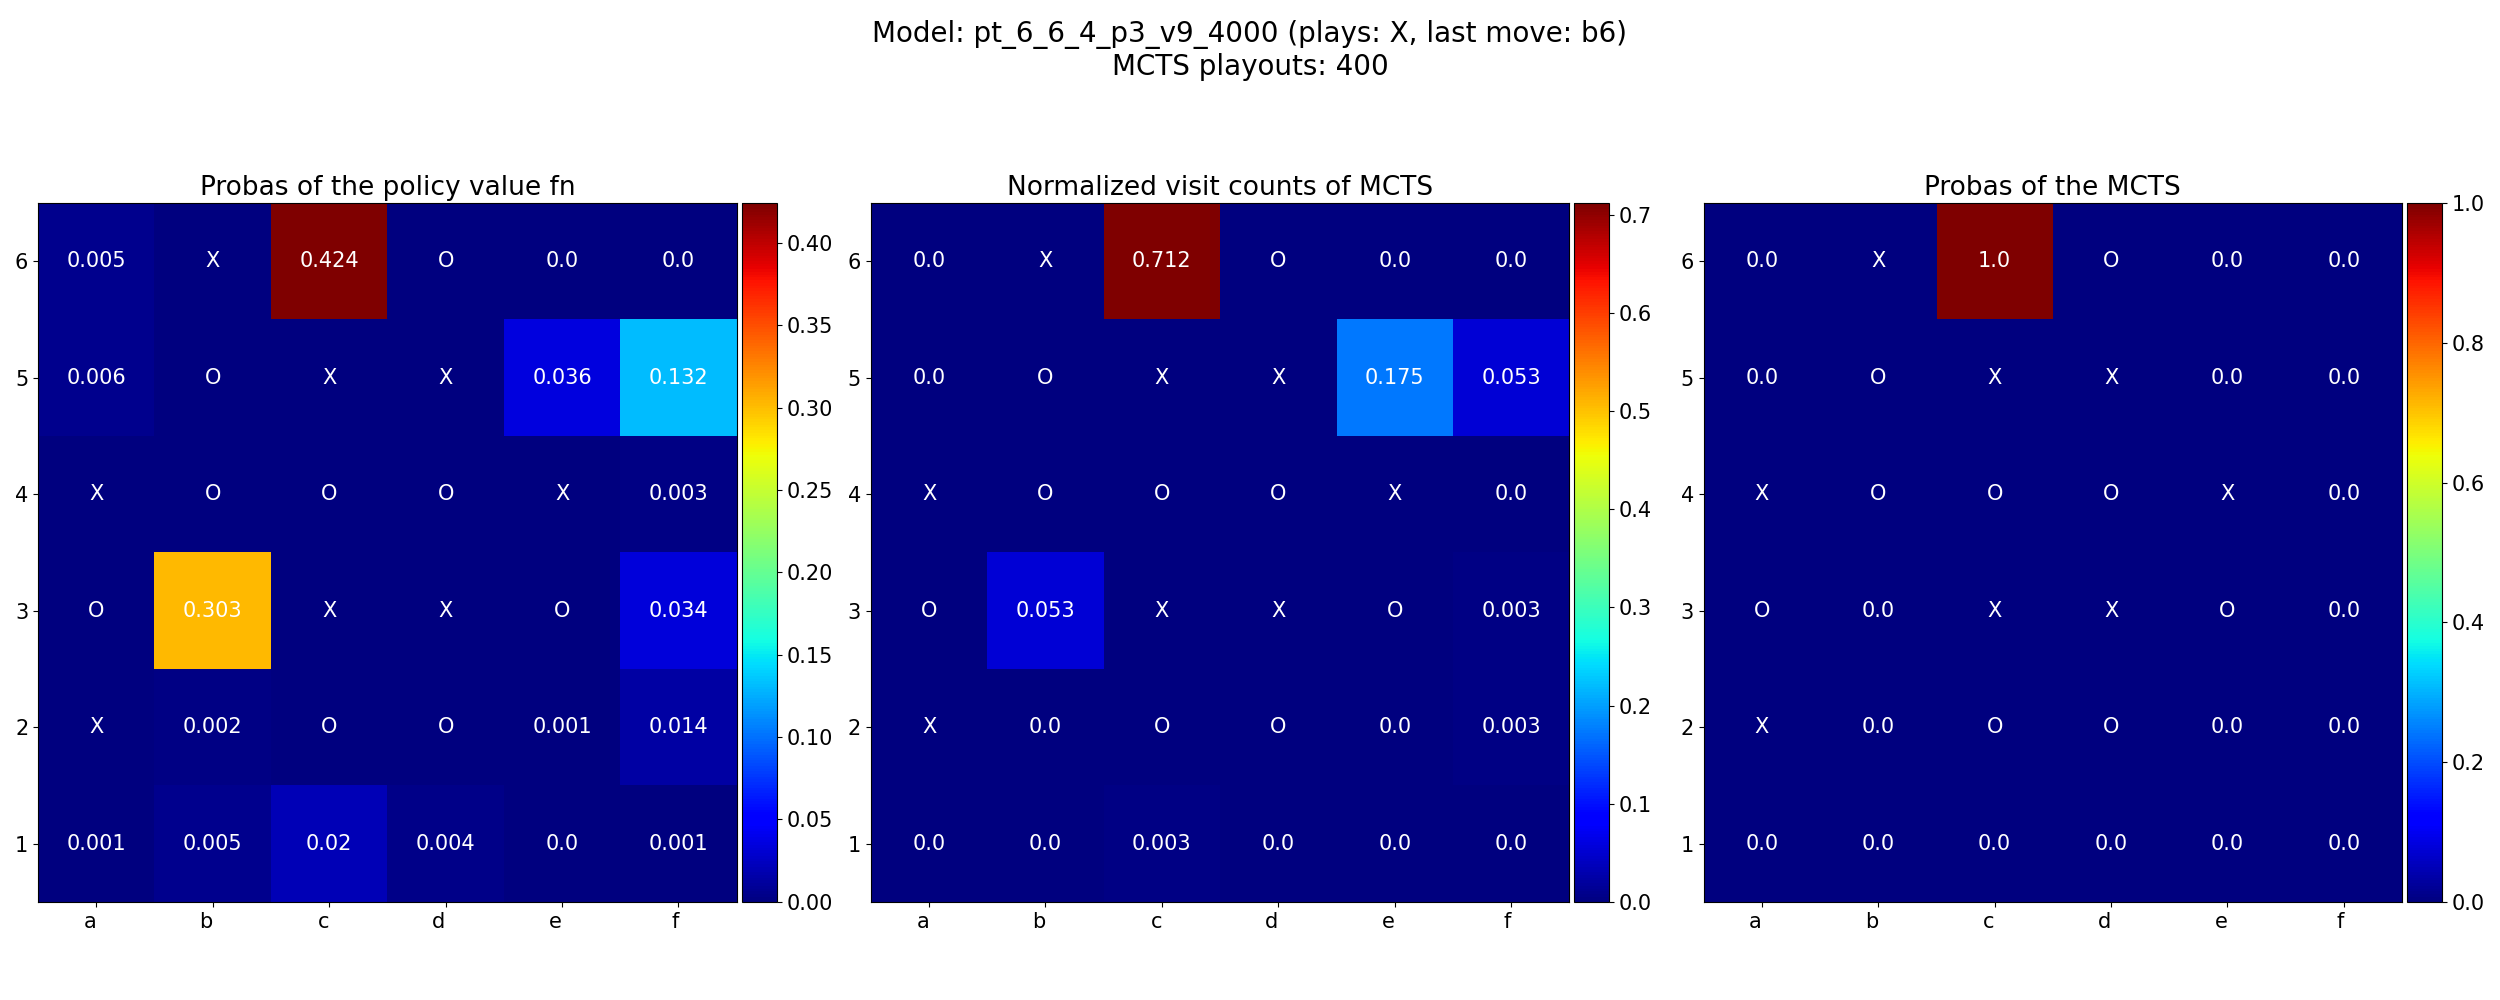 Model: pt_6_6_4_p3_v9_4000 (plays: X, last move: b6)
MCTS playouts: 400
Probas of the policy value fn
6 0.005 X 0.424 O 0.0 0.0
5 0.006 O X X 0.036 0.132
4 X O O O X 0.003
3 O 0.303 X X O 0.034
2 X 0.002 O O 0.001 0.014
1 0.001 0.005 0.02 0.004 0.0 0.001
a b c d e f
0.40
0.35
0.30
0.25
0.20
0.15
0.10
0.05
0.00
Normalized visit counts of MCTS
6 0.0 X 0.712 O 0.0 0.0
5 0.0 O X X 0.175 0.053
4 X O O O X 0.0
3 O 0.053 X X O 0.003
2 X 0.0 O O 0.0 0.003
1 0.0 0.0 0.003 0.0 0.0 0.0
a b c d e f
0.7
0.6
0.5
0.4
0.3
0.2
0.1
0.0
Probas of the MCTS
6 0.0 X 1.0 O 0.0 0.0
5 0.0 O X X 0.0 0.0
4 X O O O X 0.0
3 O 0.0 X X O 0.0
2 X 0.0 O O 0.0 0.0
1 0.0 0.0 0.0 0.0 0.0 0.0
a b c d e f
1.0
0.8
0.6
0.4
0.2
0.0